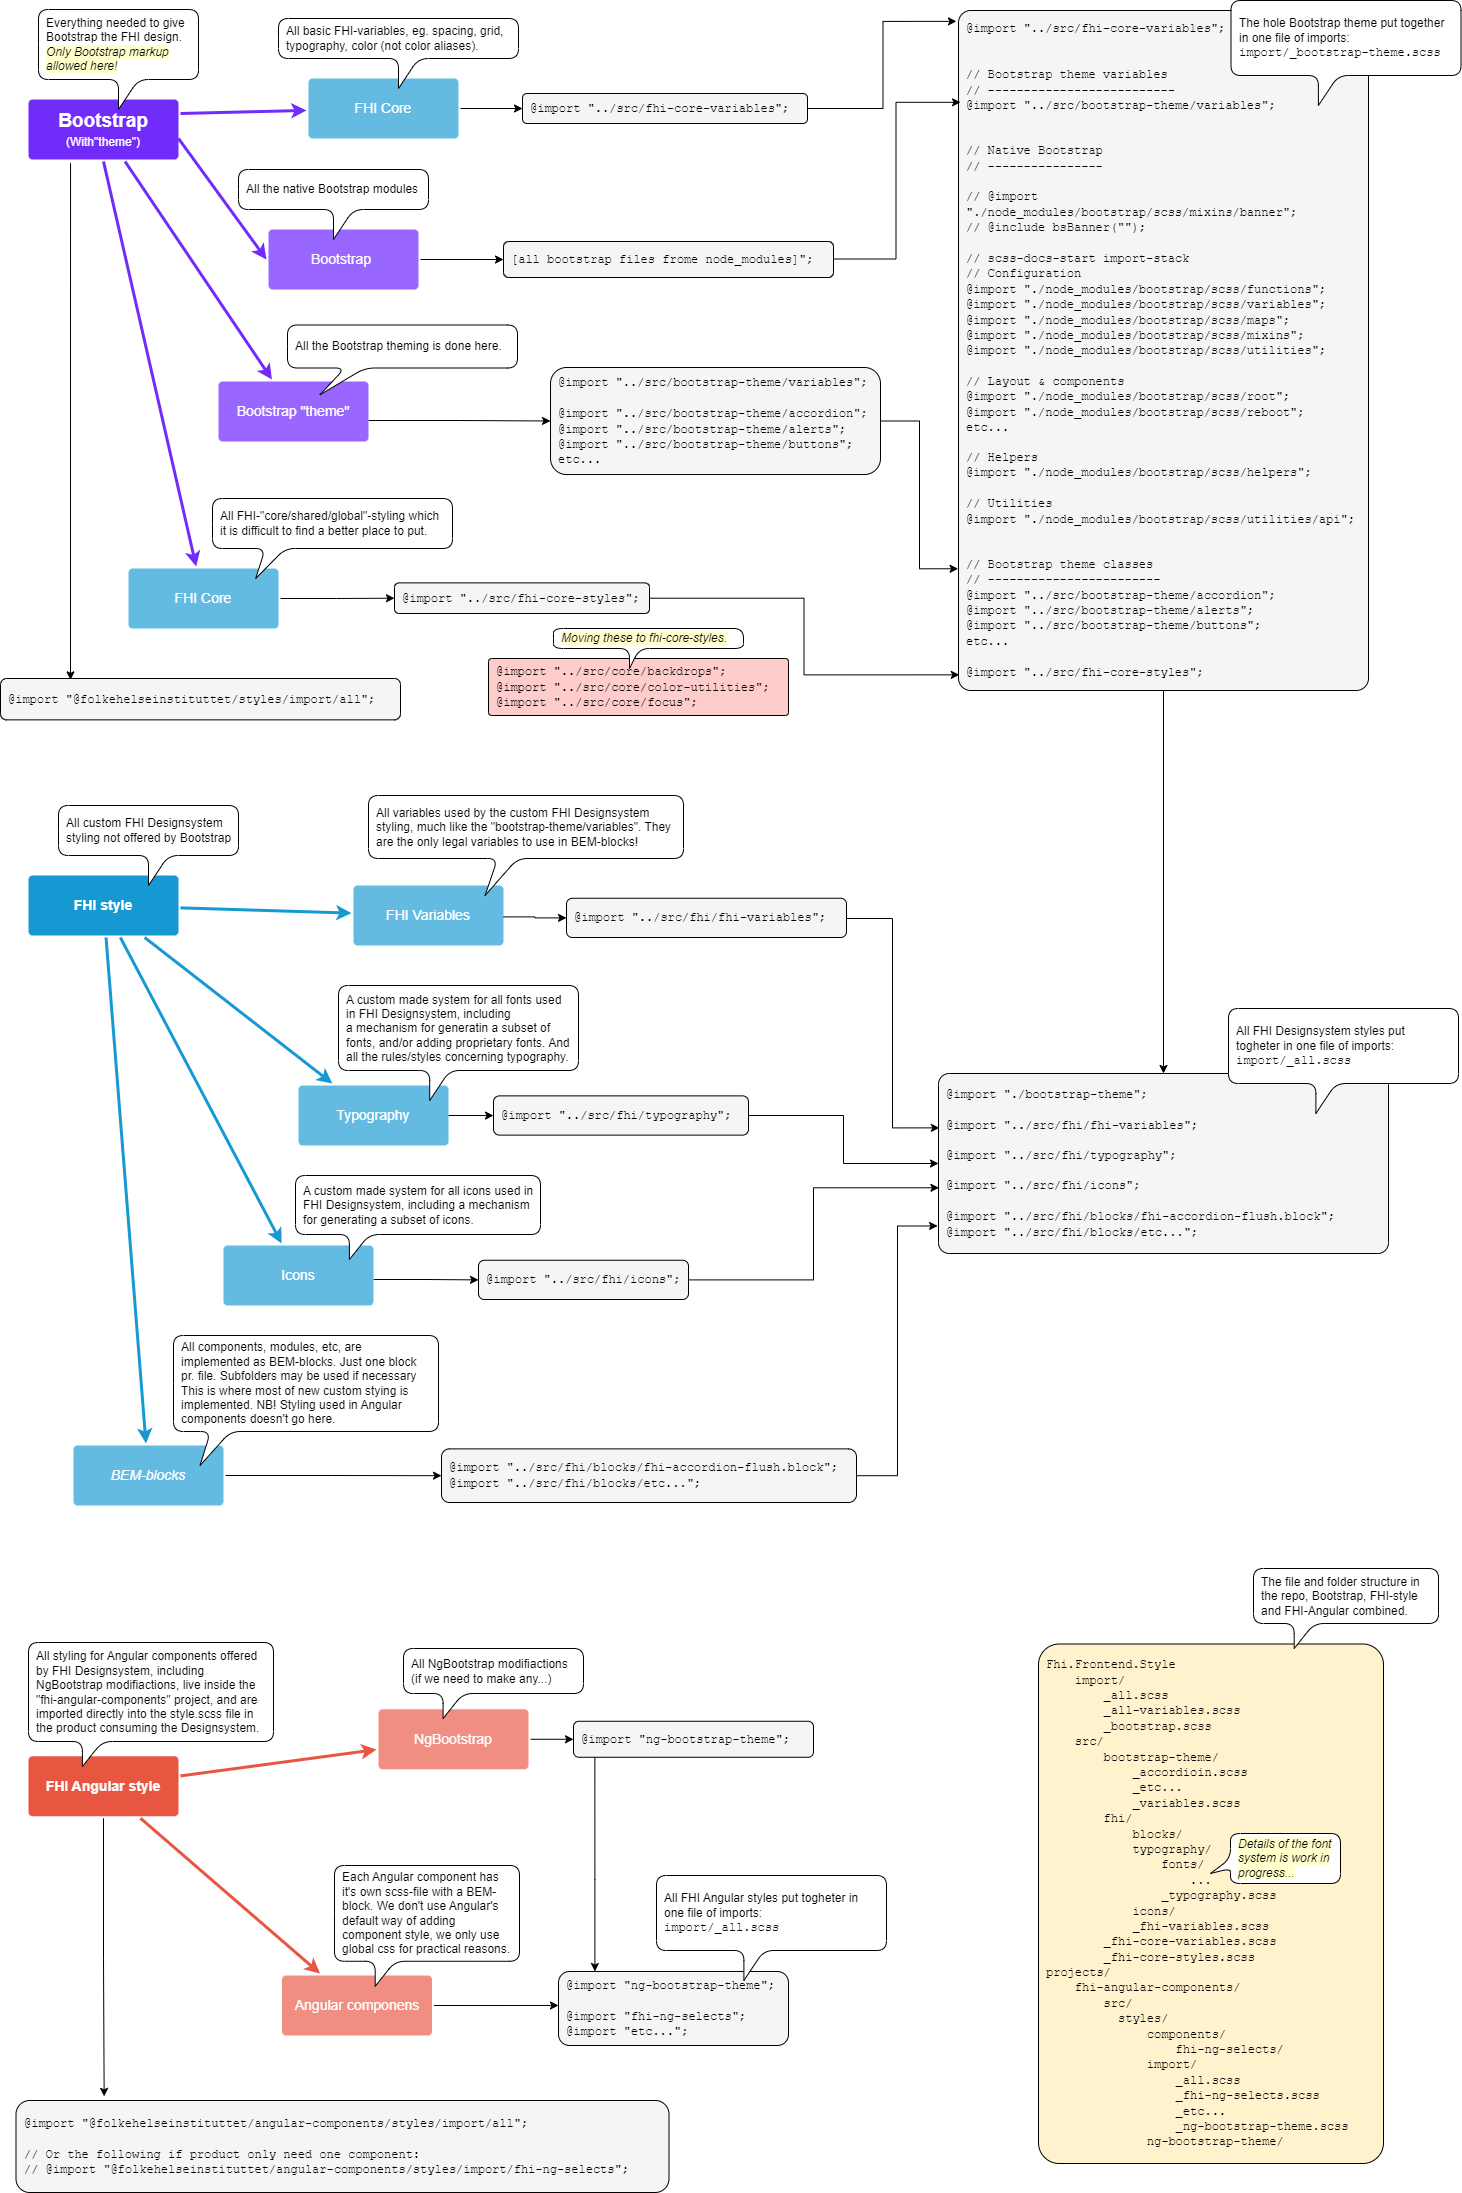 Everything needed to give
Bootstrap the FHI design.
Only Bootstrap markup
allowed here!
All basic FHI-variables, eg. spacing, grid,
typography, color (not color aliases).
Bootstrap
(With"theme")
FHI Core
@import "../src/fhi-core-variables";
All the native Bootstrap modules
Bootstrap
[all bootstrap files frome node_modules]";
All the Bootstrap theming is done here.
Bootstrap "theme"
@import "../src/bootstrap-theme/variables";
@import "../src/bootstrap-theme/accordion";
@import "../src/bootstrap-theme/alerts";
@import "../src/bootstrap-theme/buttons";
etc...
All FHI-"core/shared/global"-styling which
it is difficult to find a better place to put.
FHI Core
@import "../src/fhi-core-styles";
Moving these to fhi-core-styles.
@import "../src/core/backdrops";
@import "../src/core/color-utilities";
@import "../src/core/focus";
@import "@folkehelseinstituttet/styles/import/all";
The hole Bootstrap theme put together
in one file of imports:
import/_bootstrap-theme.scss
@import "../src/fhi-core-variables";
// Bootstrap theme variables
// --------------------------
@import "../src/bootstrap-theme/variables";
// Native Bootstrap
// ----------------
// @import
"./node_modules/bootstrap/scss/mixins/banner";
// @include bsBanner("");
// scss-docs-start import-stack
// Configuration
@import "./node_modules/bootstrap/scss/functions";
@import "./node_modules/bootstrap/scss/variables";
@import "./node_modules/bootstrap/scss/maps";
@import "./node_modules/bootstrap/scss/mixins";
@import "./node_modules/bootstrap/scss/utilities";
// Layout & components
@import "./node_modules/bootstrap/scss/root";
@import "./node_modules/bootstrap/scss/reboot";
etc...
// Helpers
@import "./node_modules/bootstrap/scss/helpers";
// Utilities
@import "./node_modules/bootstrap/scss/utilities/api";
// Bootstrap theme classes
// ------------------------
@import "../src/bootstrap-theme/accordion";
@import "../src/bootstrap-theme/alerts";
@import "../src/bootstrap-theme/buttons";
etc...
@import "../src/fhi-core-styles";
All custom FHI Designsystem
styling not offered by Bootstrap
FHI style
All variables used by the custom FHI Designsystem
styling, much like the "bootstrap-theme/variables". They
are the only legal variables to use in BEM-blocks!
FHI Variables
@import "../src/fhi/fhi-variables";
A custom made system for all fonts used
in FHI Designsystem, including
a mechanism for generatin a subset of
fonts, and/or adding proprietary fonts. And
all the rules/styles concerning typography.
Typography
@import "../src/fhi/typography";
A custom made system for all icons used in
FHI Designsystem, including a mechanism
for generating a subset of icons.
Icons
@import "../src/fhi/icons";
All components, modules, etc, are
implemented as BEM-blocks. Just one block
pr. file. Subfolders may be used if necessary
This is where most of new custom stying is
implemented. NB! Styling used in Angular
components doesn't go here.
BEM-blocks
@import "../src/fhi/blocks/fhi-accordion-flush.block";
@import "../src/fhi/blocks/etc...";
All FHI Designsystem styles put
togheter in one file of imports:
import/_all.scss
@import "./bootstrap-theme";
@import "../src/fhi/fhi-variables";
@import "../src/fhi/typography";
@import "../src/fhi/icons";
@import "../src/fhi/blocks/fhi-accordion-flush.block";
@import "../src/fhi/blocks/etc...";
All styling for Angular components offered
by FHI Designsystem, including
NgBootstrap modifiactions, live inside the
"fhi-angular-components" project, and are
imported directly into the style.scss file in
the product consuming the Designsystem.
FHI Angular style
All NgBootstrap modifiactions
(if we need to make any...)
NgBootstrap
@import "ng-bootstrap-theme";
Each Angular component has
it's own scss-file with a BEM-
block. We don't use Angular's
default way of adding
component style, we only use
global css for practical reasons.
Angular componens
All FHI Angular styles put togheter in
one file of imports:
import/_all.scss
@import "ng-bootstrap-theme";
@import "fhi-ng-selects";
@import "etc...";
@import "@folkehelseinstituttet/angular-components/styles/import/all";
// Or the following if product only need one component:
// @import "@folkehelseinstituttet/angular-components/styles/import/fhi-ng-selects";
The file and folder structure in
the repo, Bootstrap, FHI-style
and FHI-Angular combined.
Fhi.Frontend.Style
import/
_all.scss
_all-variables.scss
_bootstrap.scss
src/
bootstrap-theme/
_accordioin.scss
_etc...
_variables.scss
fhi/
blocks/
typography/
fonts/
...
_typography.scss
icons/
_fhi-variables.scss
_fhi-core-variables.scss
_fhi-core-styles.scss
projects/
fhi-angular-components/
src/
styles/
components/
fhi-ng-selects/
import/
_all.scss
_fhi-ng-selects.scss
_etc...
_ng-bootstrap-theme.scss
ng-bootstrap-theme/
Details of the font
system is work in
progress...